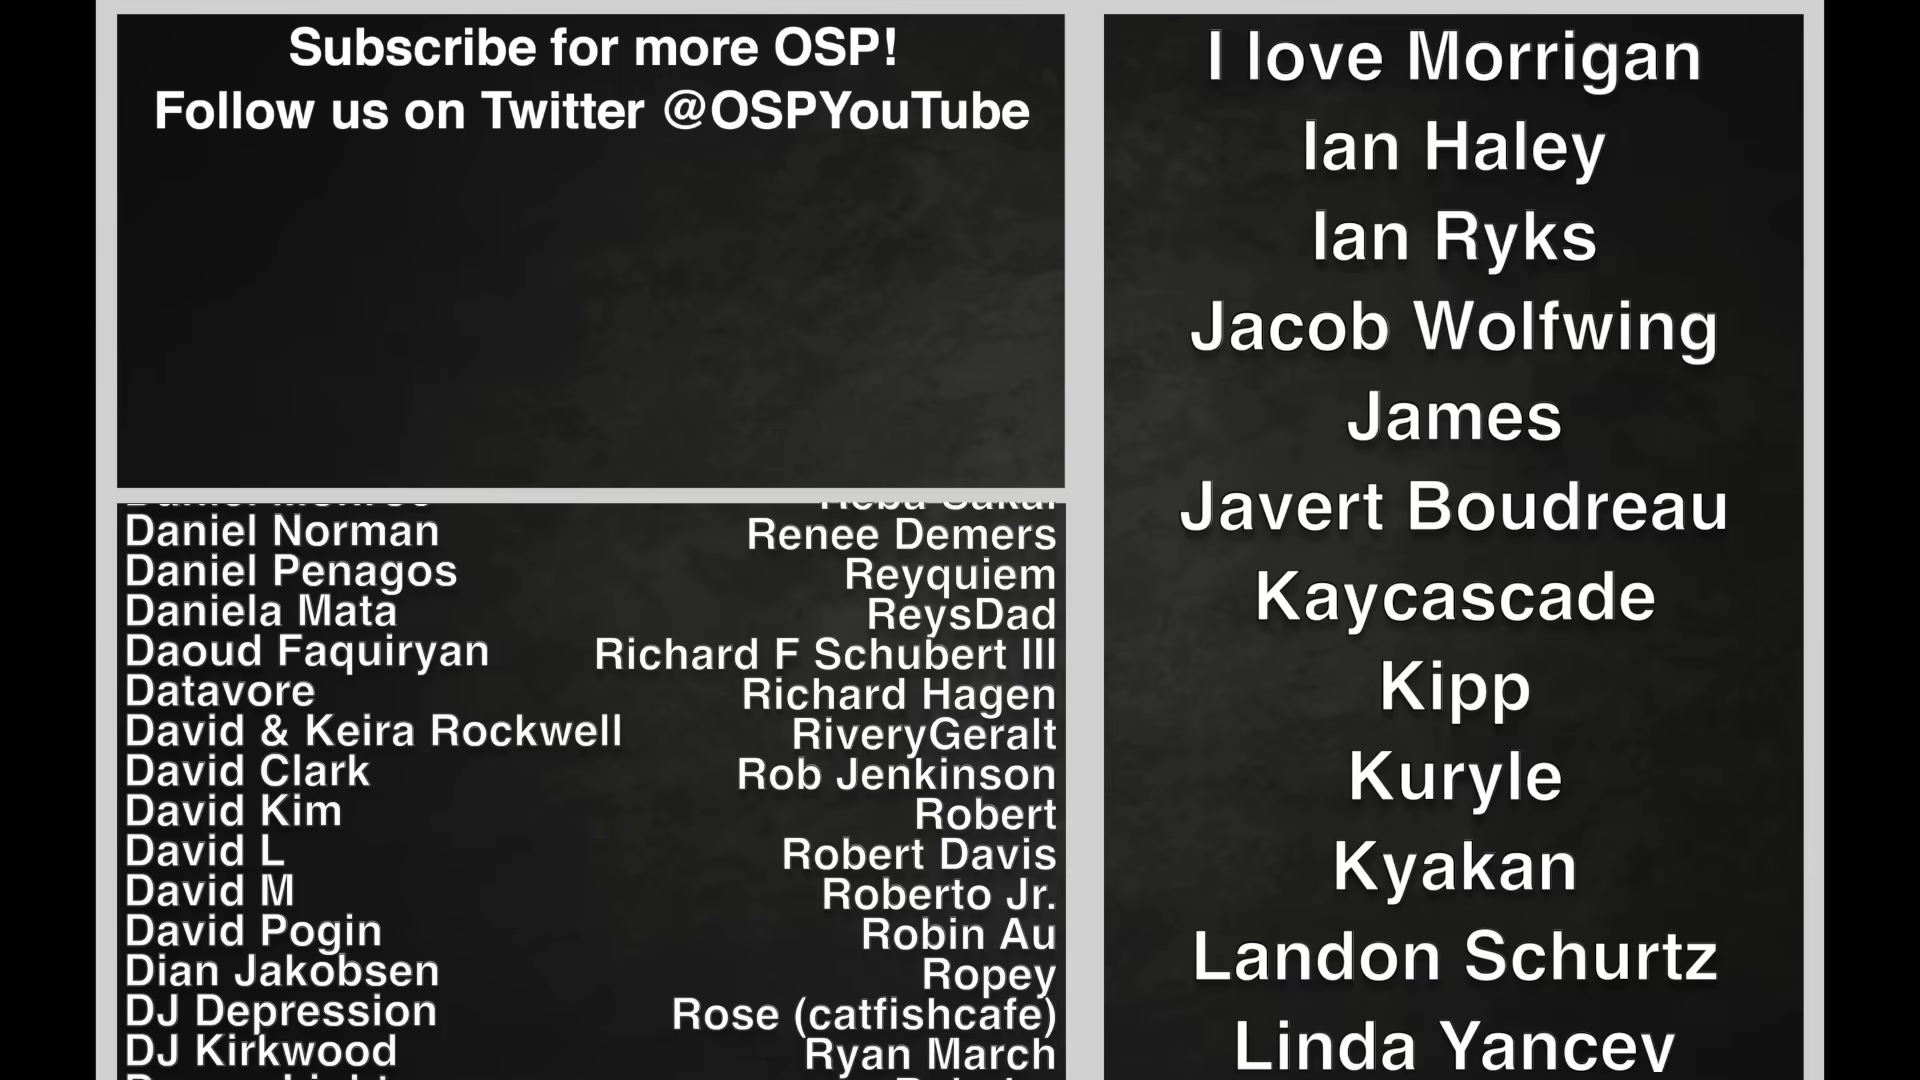 Subscribe for more OSP!
Follow us on Twitter @OSPYouTube
Daniel Norman
Daniel Penagos
Daniela Mata
Daoud Faquiryan
Datavore
David & Keira Rockwell
David Clark
David Kim
David L
David M
David Pogin
Dian Jakobsen
DJ Depression
DJ Kirkwood
Renee Demers
Reyquiem
ReysDad
Richard F Schubert III
Richard Hagen
RiveryGeralt
Rob Jenkinson
Robert
Robert Davis
Roberto Jr.
Robin Au
Ropey
Rose (catfishcafe)
Ryan March
I love Morrigan
Ian Haley
Ian Ryks
Jacob Wolfwing
James
Javert Boudreau
Kaycascade
Kipp
Kuryle
Kyakan
Landon Schurtz
Linda Yancey